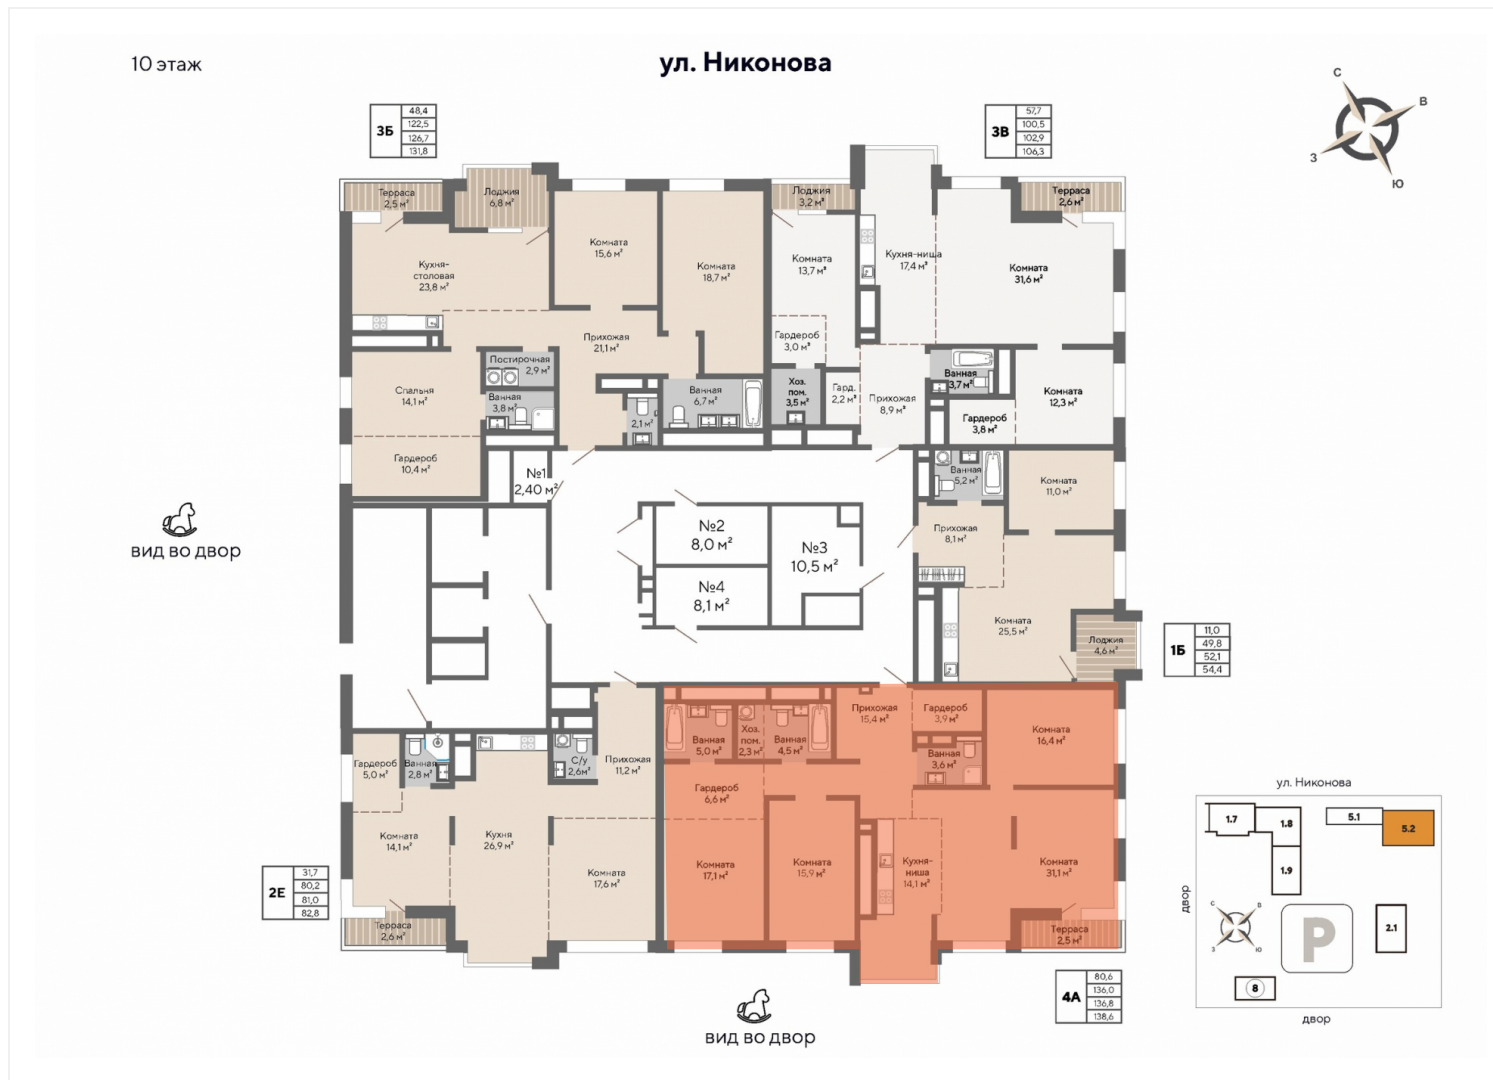 10 этаж
ул. Никонова
С
В
З
Ю
3Б
48,4
122,5
126,7
131,8
3В
57,7
100,5
102,9
106,3
Терраса
2,5 м²
Лоджия
6,8 м²
Комната
15,6 м²
Комната
18,7 м²
Кухня-
столовая
23,8 м²
Прихожая
21,1 м²
Постирочная
2,9 м²
Ванная
3,8 м²
Спальня
14,1 м²
Гардероб
10,4 м²
2,1 м²
Ванная
6,7 м²
Лоджия
3,2 м²
Комната
13,7 м²
Гардероб
3,0 м²
Хоз.
пом.
3,5 м²
Гард.
2,2 м²
Прихожая
8,9 м²
Кухня-ниша
17,4 м²
Комната
31,6 м²
Терраса
2,6 м²
Ванная
3,7 м²
Гардероб
3,8 м²
Комната
12,3 м²
№1
2,40 м²
№2
8,0 м²
№3
10,5 м²
№4
8,1 м²
Ванная
5,2 м²
Комната
11,0 м²
Прихожая
8,1 м²
Комната
25,5 м²
Лоджия
4,6 м²
1Б
11,0
49,8
52,1
54,4
вид во двор
Гардероб
5,0 м²
Ванная
2,8 м²
С/у
2,6м²
Прихожая
11,2 м²
Комната
14,1 м²
Кухня
26,9 м²
Комната
17,6 м²
Терраса
2,6 м²
2Е
31,7
80,2
81,0
82,8
Ванная
5,0 м²
Хоз.
пом.
2,3 м²
Ванная
4,5 м²
Прихожая
15,4 м²
Гардероб
3,9 м²
Комната
16,4 м²
Ванная
3,6 м²
Гардероб
6,6 м²
Комната
17,1 м²
Комната
15,9 м²
Кухня-
ниша
14,1 м²
Комната
31,1 м²
Терраса
2,5 м²
4А
80,6
136,0
136,8
138,6
вид во двор
ул. Никонова
1.7
1.8
1.9
5.1
5.2
2.1
8
P
С
В
З
Ю
двор
двор